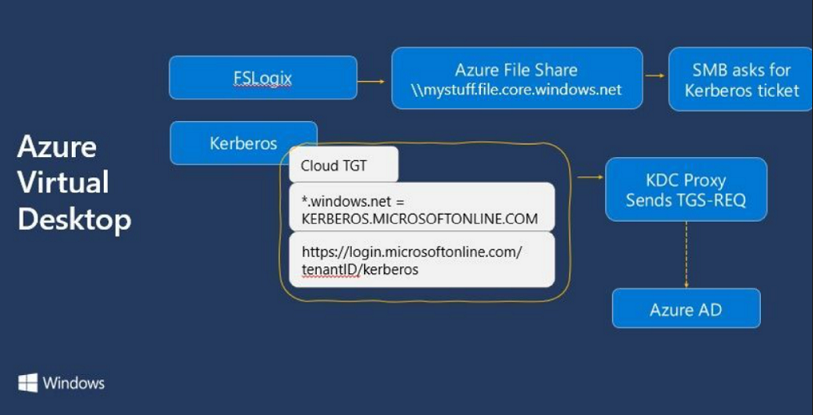 Azure
Virtual
Desktop
FSLogix
Azure File Share
\\mystuff.file.core.windows.net
SMB asks for
Kerberos ticket
Kerberos
Cloud TGT
*.windows.net =
KERBEROS.MICROSOFTONLINE.COM
https://login.microsoftonline.com/
tenantID/kerberos
KDC Proxy
Sends TGS-REQ
Azure AD
Windows